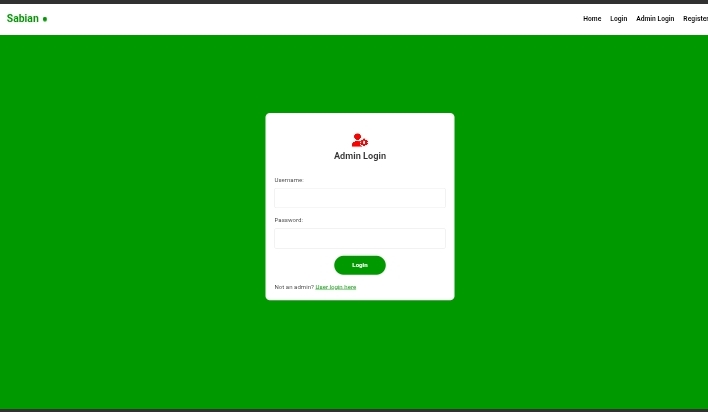 Sabian
Home Login Admin Login Register
Admin Login
Username:
Password:
Login
Not an admin? User login here